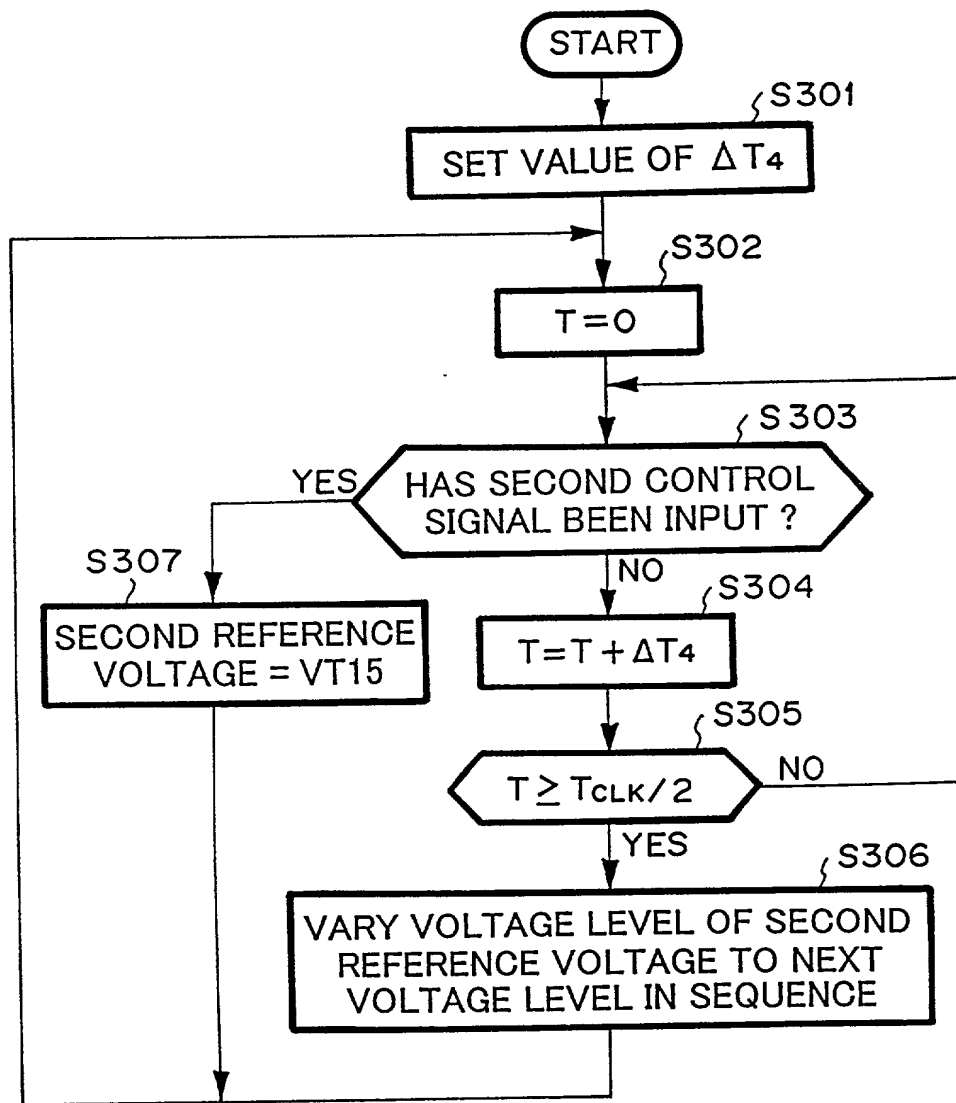 START
S301
SET VALUE OF ΔT4
S302
T=0
S303
HAS SECOND CONTROL
SIGNAL BEEN INPUT ?
YES
NO
S307
SECOND REFERENCE
VOLTAGE = VT15
S304
T=T+ΔT4
S305
T ≥ TCLK/2
NO
YES
S306
VARY VOLTAGE LEVEL OF SECOND
REFERENCE VOLTAGE TO NEXT
VOLTAGE LEVEL IN SEQUENCE